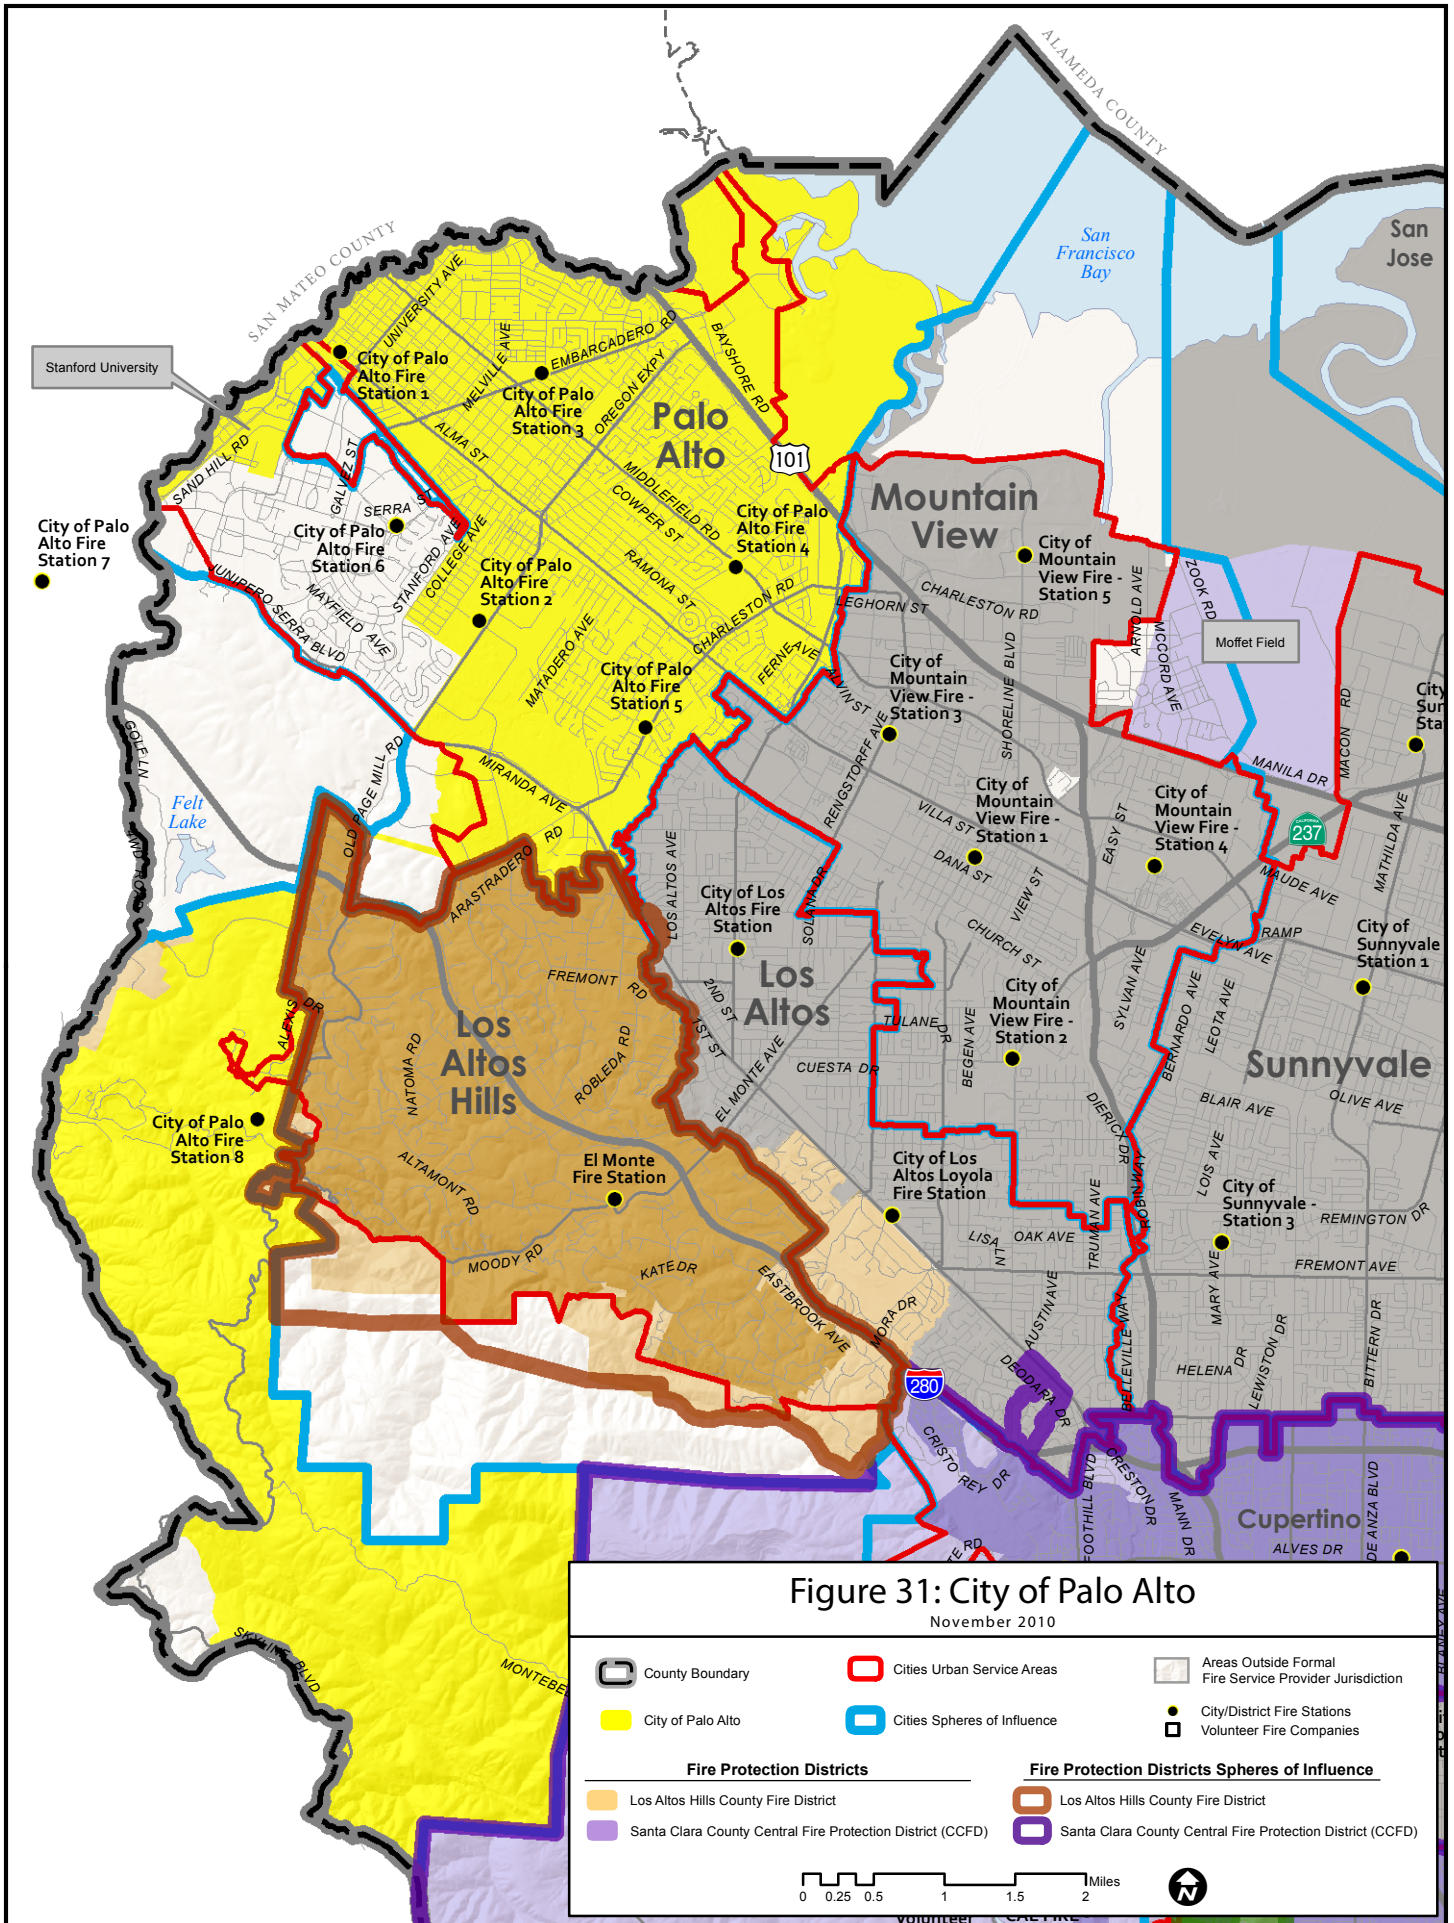 ALAMEDA COUNTY
SAN MATEO COUNTY
San
Francisco
Bay
San
Jose
Stanford University
UNIVERSITY AVE
City of Palo
Alto Fire
Station 1
MELVILLE AVE
EMBARCADERO RD
City of Palo
Alto Fire
Station 3
OREGON EXPY
BAYSHORE RD
Palo
Alto
101
SAND HILL RD
GALVEZ ST
ALMA ST
SERRA ST
City of Palo
Alto Fire
Station 6
City of Palo
Alto Fire
Station 7
STANFORD AVE
COLLEGE AVE
MIDDLEFIELD RD
COWPER ST
RAMONA ST
City of Palo
Alto Fire
Station 4
City of Palo
Alto Fire
Station 2
JUNIPERO SERRA BLVD
MAYFIELD AVE
MATADERO AVE
CHARLESTON RD
FERNE AVE
City of Palo
Alto Fire
Station 5
Mountain
View
City of
Mountain
View Fire -
Station 5
LEGHORN ST
CHARLESTON RD
ALVIN ST
SHORELINE BLVD
ARNOLD AVE
MCCORD AVE
ZOOK RD
Moffet Field
MACON RD
MANILA DR
City of
Mountain
View Fire -
Station 3
RENGSTORFF AVE
GOLF LN
Felt
Lake
4WD ROAD
OLD PAGE MILL RD
MIRANDA AVE
ARASTRADERO RD
City of
Mountain
View Fire -
Station 1
VILLA ST
DANA ST
EASY ST
City of
Mountain
View Fire -
Station 4
CALIFORNIA
237
MAUDE AVE
MATHILDA AVE
LOS ALTOS AVE
City of Los
Altos Fire
Station
SOLANA DR
VIEW ST
CHURCH ST
EVELYN AVE
RAMP
City of
Sunnyvale
Station 1
FREMONT RD
2ND ST
1ST ST
Los
Altos
SYLVAN AVE
BERNARDO AVE
LEOTA AVE
ALEXIS DR
Los
Altos
Hills
NATOMA RD
ROBLEDA RD
TULANE DR
BEGEN AVE
City of
Mountain
View Fire -
Station 2
Sunnyvale
CUESTA DR
EL MONTE AVE
DIERICX DR
BLAIR AVE
OLIVE AVE
City of Palo
Alto Fire
Station 8
ALTAMONT RD
El Monte
Fire Station
City of Los
Altos Loyola
Fire Station
LOIS AVE
ROBINWAY
City of
Sunnyvale -
Station 3
REMINGTON DR
LISA LN
OAK AVE
TRUMAN AVE
FREMONT AVE
MOODY RD
KATE DR
EASTBROOK AVE
MORA DR
AUSTIN AVE
MARY AVE
BELLEVILLE WAY
HELENA DR
LEWISTON DR
BITTERN DR
280
DEODARA DR
CRISTO REY DR
FOOTHILL BLVD
CRESTON DR
MANN DR
Cupertino
ALVES DR
DE ANZA BLVD
SKYLINE BLVD
Figure 31: City of Palo Alto
November 2010
County Boundary
Cities Urban Service Areas
Areas Outside Formal
Fire Service Provider Jurisdiction
City of Palo Alto
Cities Spheres of Influence
City/District Fire Stations
Volunteer Fire Companies
Fire Protection Districts
Fire Protection Districts Spheres of Influence
Los Altos Hills County Fire District
Los Altos Hills County Fire District
Santa Clara County Central Fire Protection District (CCFD)
Santa Clara County Central Fire Protection District (CCFD)
Miles
0 0.25 0.5 1 1.5 2
N